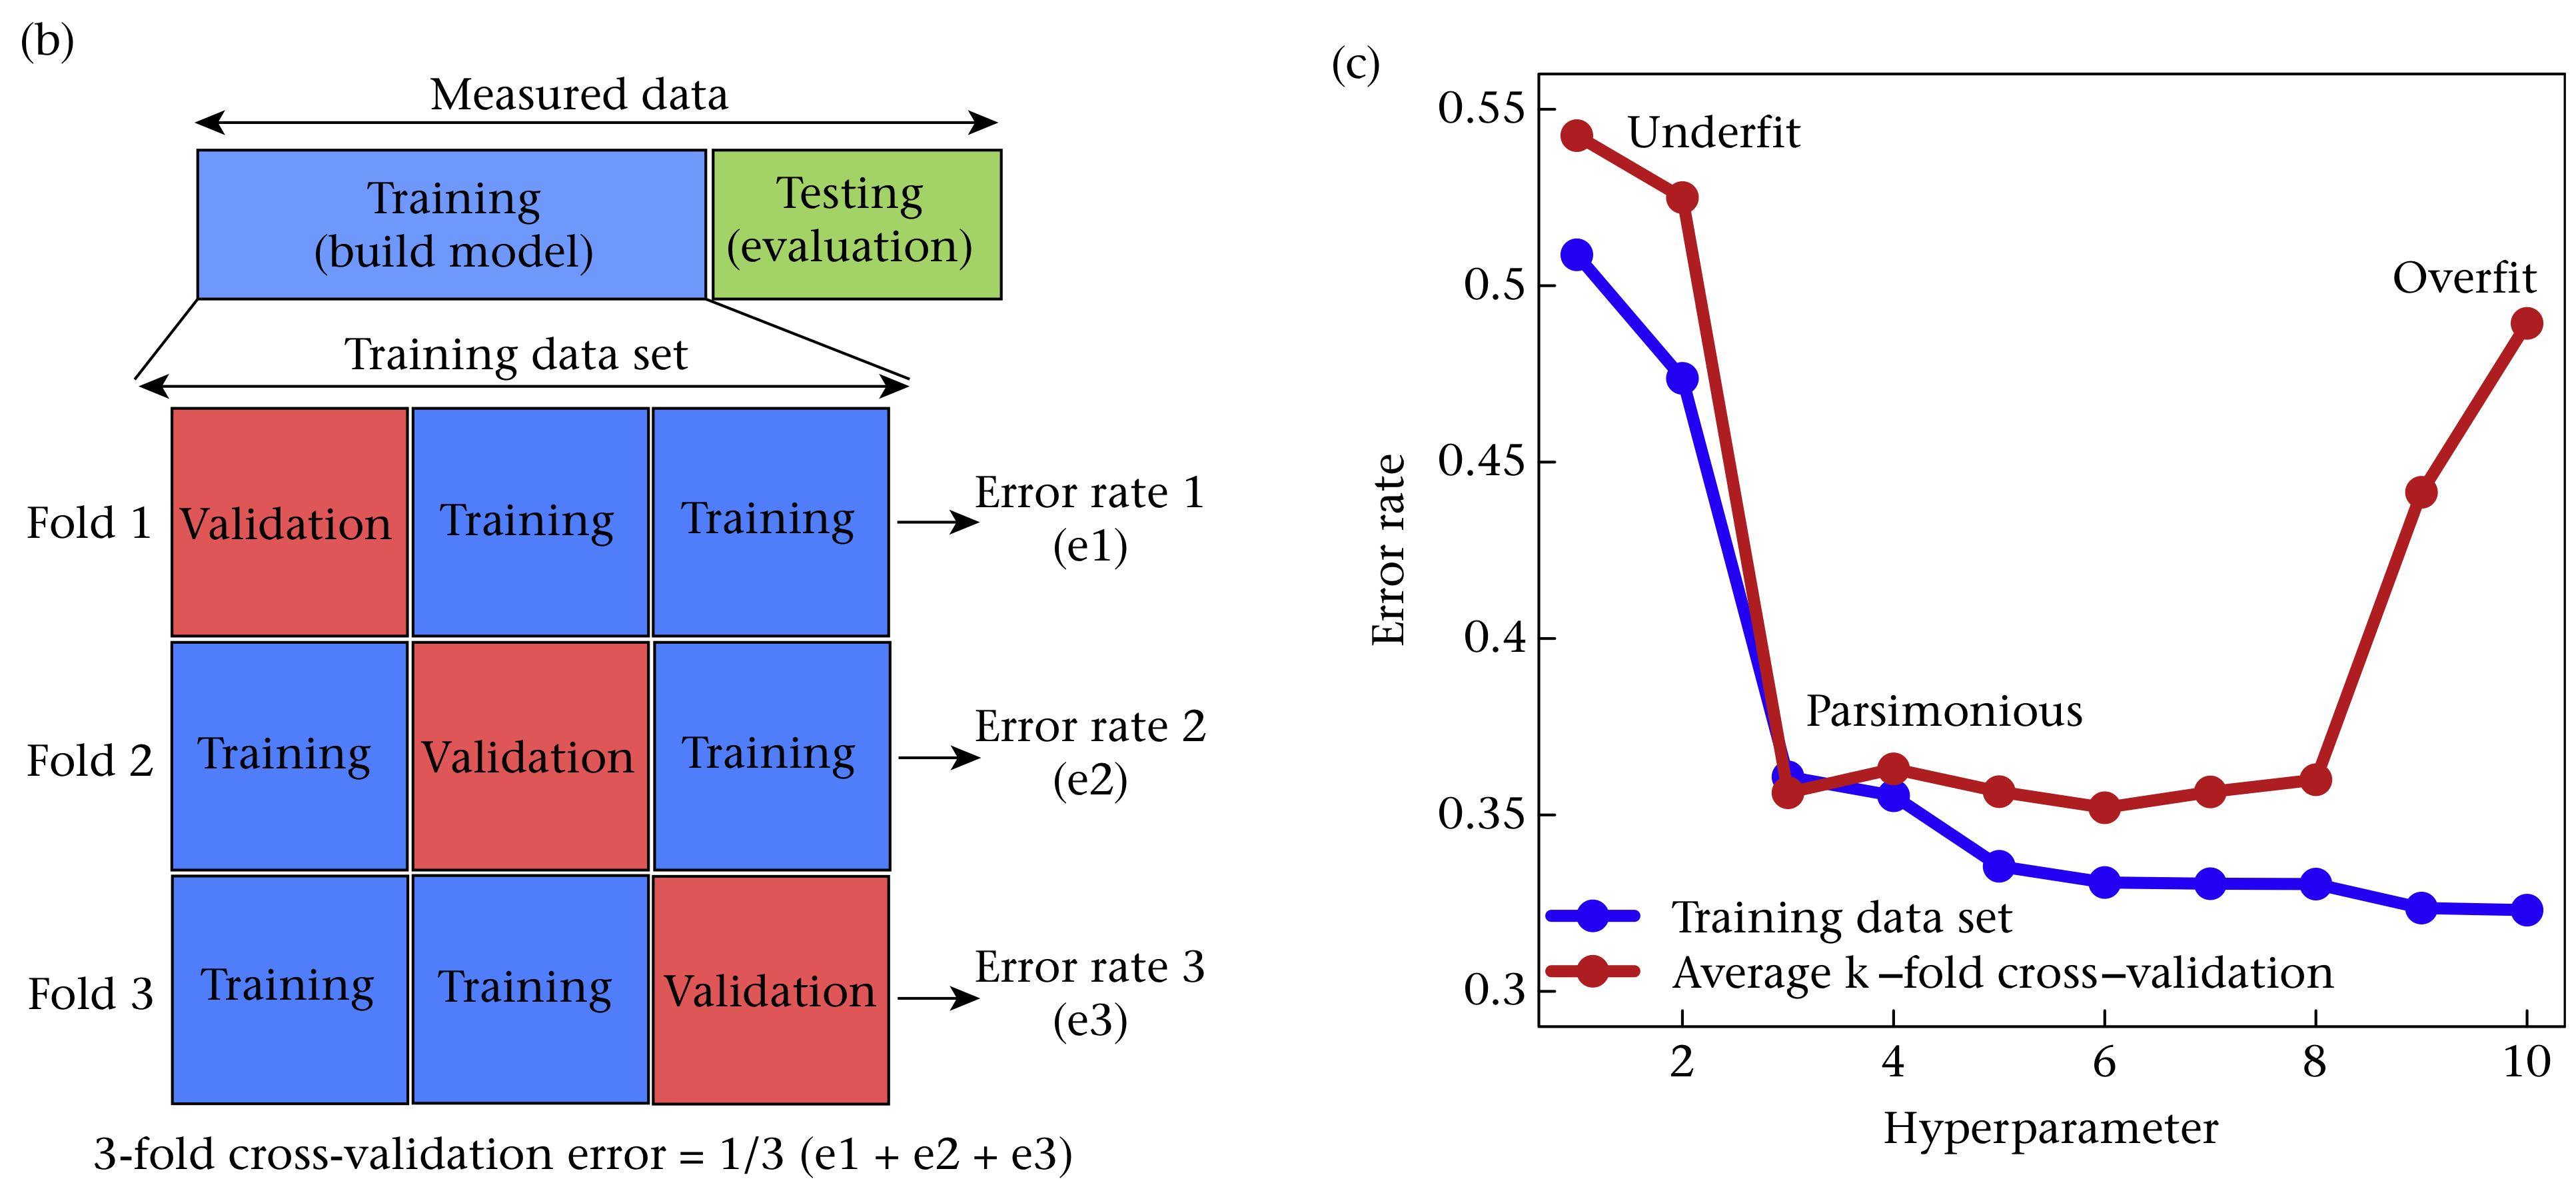 (b)
Measured data
Training
(build model)
Testing
(evaluation)
Training data set
Fold 1
Validation
Training
Training
Error rate 1
(e1)
Fold 2
Training
Validation
Training
Error rate 2
(e2)
Fold 3
Training
Training
Validation
Error rate 3
(e3)
3-fold cross-validation error = 1/3 (e1 + e2 + e3)
(c)
Error rate
0.55
0.5
0.45
0.4
0.35
0.3
Underfit
Overfit
Parsimonious
Training data set
Average k–fold cross–validation
2
4
6
8
10
Hyperparameter